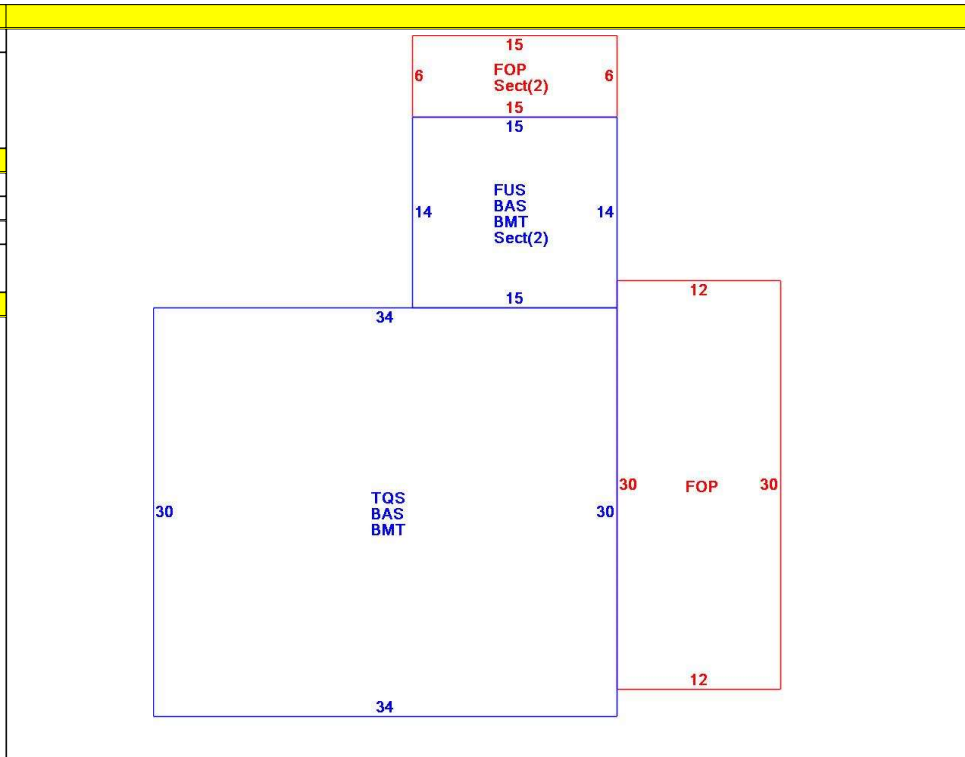 15
6 FOP 6
Sect(2)
15
15
FUS
BAS
14 BMT 14
Sect(2)
15
12
34
30 FOP 30
TQS
30 BAS 30
BMT
12
34